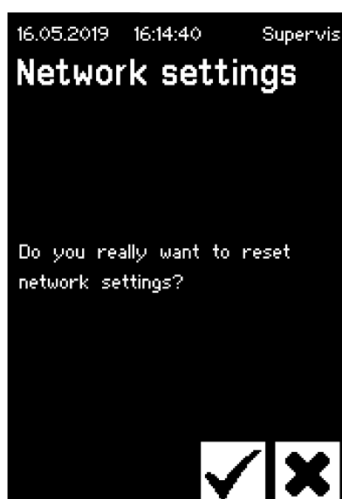 16.05.2019 16:14:40 Supervis
Network settings
Do you really want to reset
network settings?